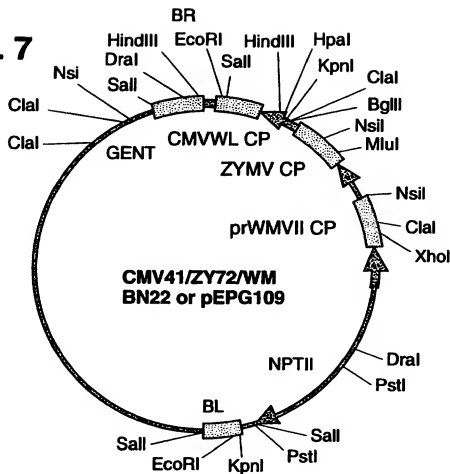 . 7
BR
HindIII
EcoRI
HindIII
HpaI
DraI
SalI
KpnI
Nsi
SalI
ClaI
BglII
ClaI
NsiI
ClaI
MluI
GENT
CMVWL CP
ZYMV CP
NsiI
prWMVII CP
ClaI
XhoI
CMV41/ZY72/WM
BN22 or pEPG109
DraI
NPTII
PstI
BL
SalI
SalI
EcoRI
KpnI
PstI